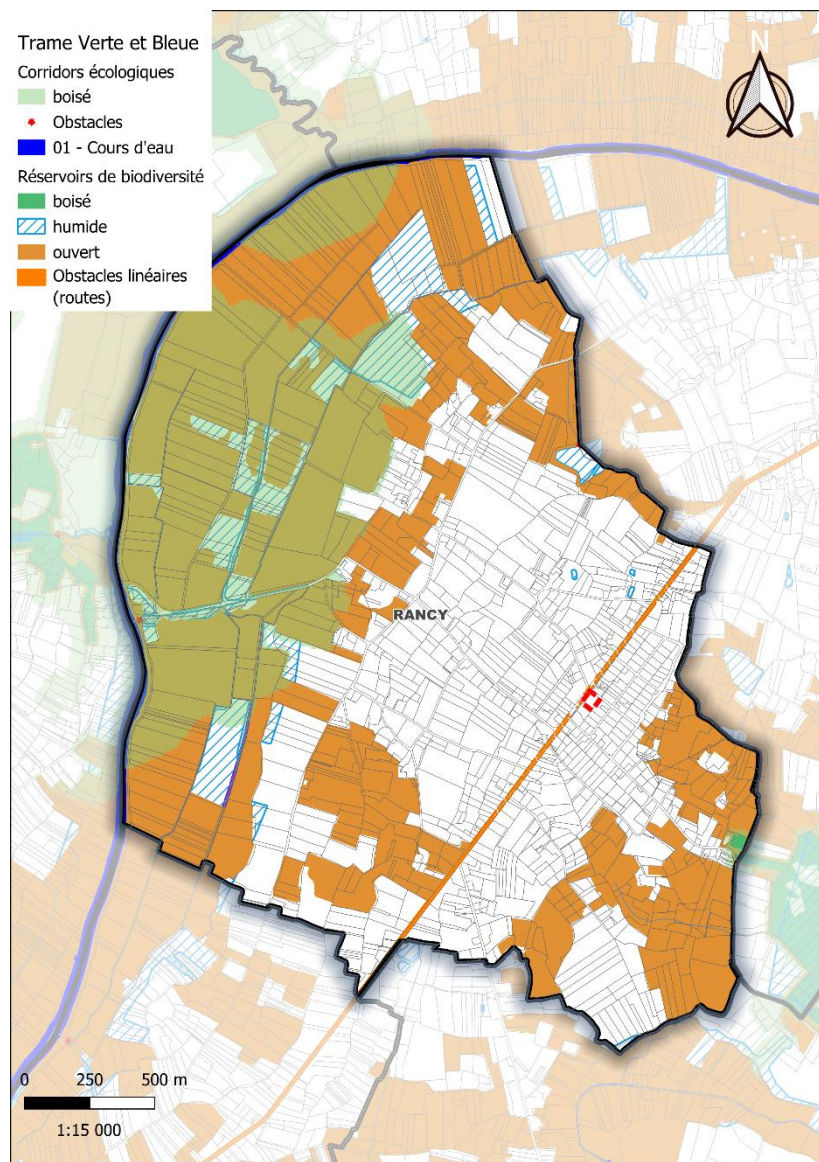 Trame Verte et Bleue
Corridors écologiques
boisé
Obstacles
01 - Cours d'eau
Réservoirs de biodiversité
boisé
humide
ouvert
Obstacles linéaires
(routes)
N
RANCY
0 250 500 m
1:15 000